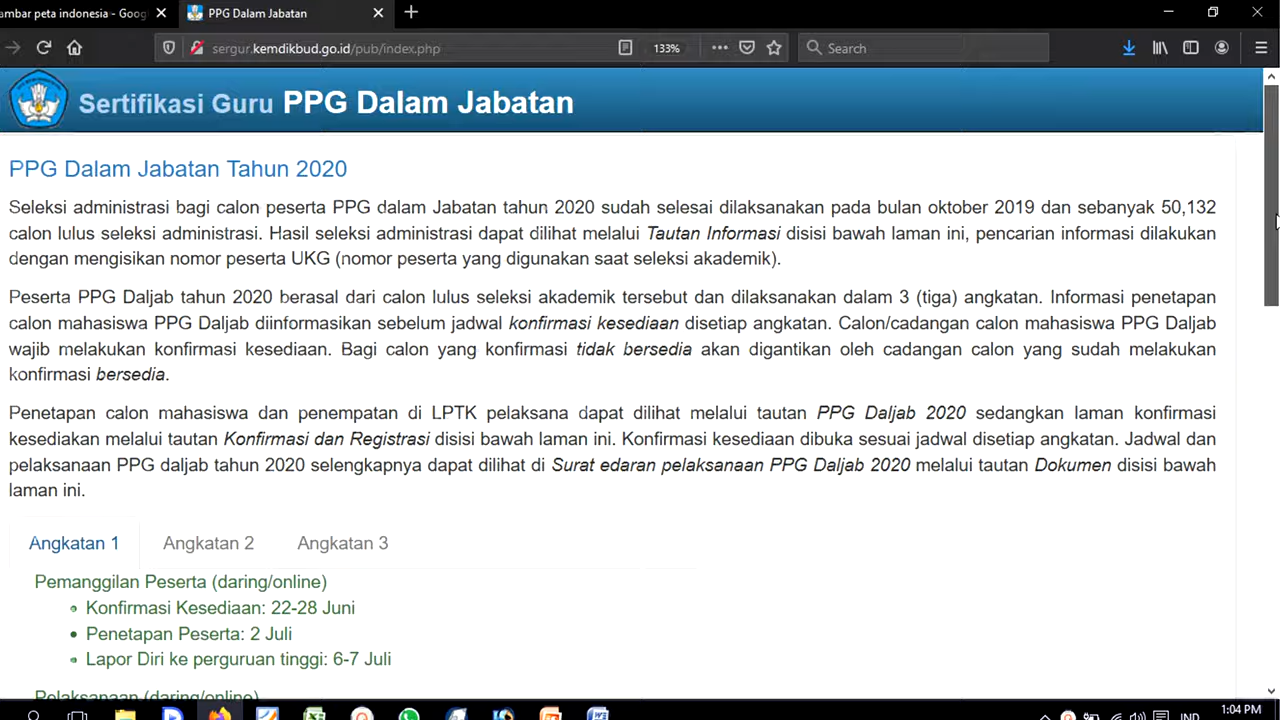 ambar peta indonesia - Goog
PPG Dalam Jabatan
sergur.kemdikbud.go.id/pub/index.php
133%
Search
Sertifikasi Guru PPG Dalam Jabatan
PPG Dalam Jabatan Tahun 2020
Seleksi administrasi bagi calon peserta PPG dalam Jabatan tahun 2020 sudah selesai dilaksanakan pada bulan oktober 2019 dan sebanyak 50,132
calon lulus seleksi administrasi. Hasil seleksi administrasi dapat dilihat melalui Tautan Informasi disisi bawah laman ini, pencarian informasi dilakukan
dengan mengisikan nomor peserta UKG (nomor peserta yang digunakan saat seleksi akademik).
Peserta PPG Daljab tahun 2020 berasal dari calon lulus seleksi akademik tersebut dan dilaksanakan dalam 3 (tiga) angkatan. Informasi penetapan
calon mahasiswa PPG Daljab diinformasikan sebelum jadwal konfirmasi kesediaan disetiap angkatan. Calon/cadangan calon mahasiswa PPG Daljab
wajib melakukan konfirmasi kesediaan. Bagi calon yang konfirmasi tidak bersedia akan digantikan oleh cadangan calon yang sudah melakukan
konfirmasi bersedia.
Penetapan calon mahasiswa dan penempatan di LPTK pelaksana dapat dilihat melalui tautan PPG Daljab 2020 sedangkan laman konfirmasi
kesediakan melalui tautan Konfirmasi dan Registrasi disisi bawah laman ini. Konfirmasi kesediaan dibuka sesuai jadwal disetiap angkatan. Jadwal dan
pelaksanaan PPG daljab tahun 2020 selengkapnya dapat dilihat di Surat edaran pelaksanaan PPG Daljab 2020 melalui tautan Dokumen disisi bawah
laman ini.
Angkatan 1 Angkatan 2 Angkatan 3
Pemanggilan Peserta (daring/online)
Konfirmasi Kesediaan: 22-28 Juni
Penetapan Peserta: 2 Juli
Lapor Diri ke perguruan tinggi: 6-7 Juli
Pelaksanaan (daring/online)
IND
1:04 PM